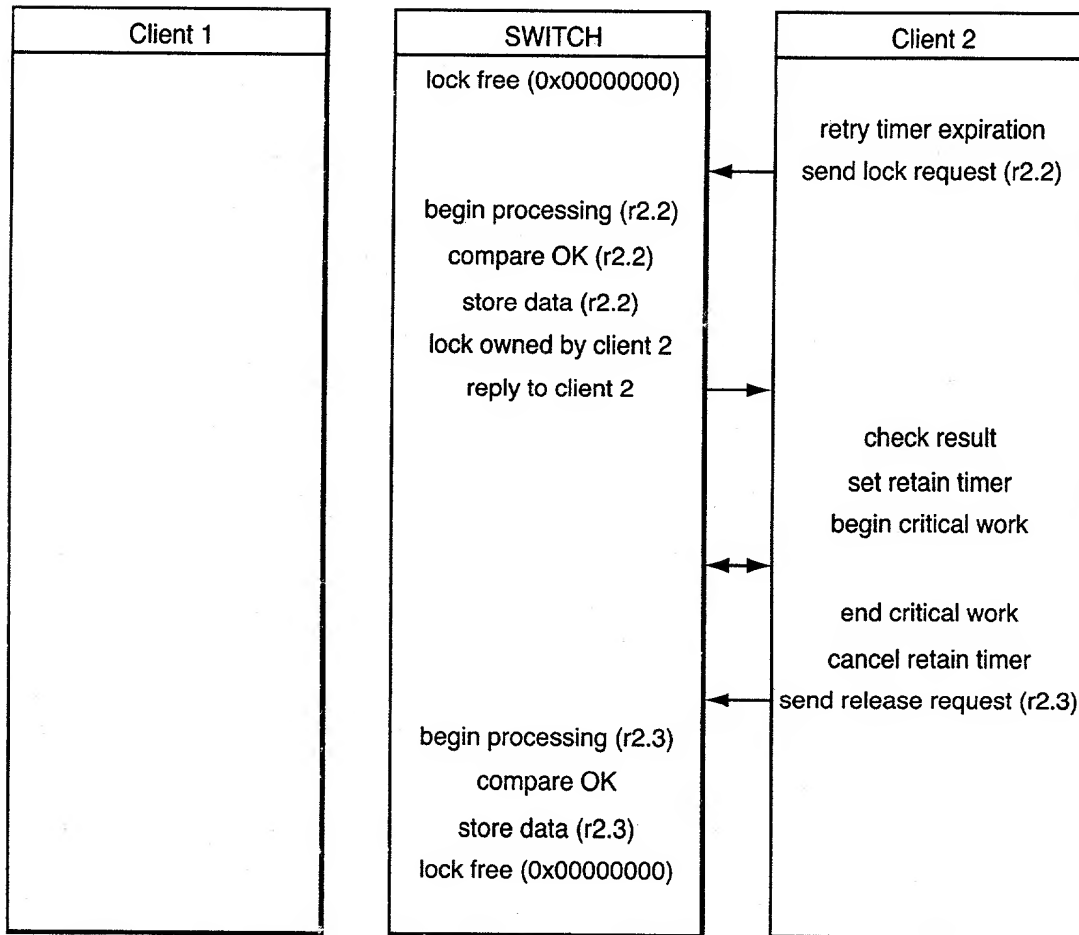 Client 1
SWITCH
Client 2
lock free (0x00000000)
retry timer expiration
send lock request (r2.2)
begin processing (r2.2)
compare OK (r2.2)
store data (r2.2)
lock owned by client 2
reply to client 2
check result
set retain timer
begin critical work
end critical work
cancel retain timer
send release request (r2.3)
begin processing (r2.3)
compare OK
store data (r2.3)
lock free (0x00000000)